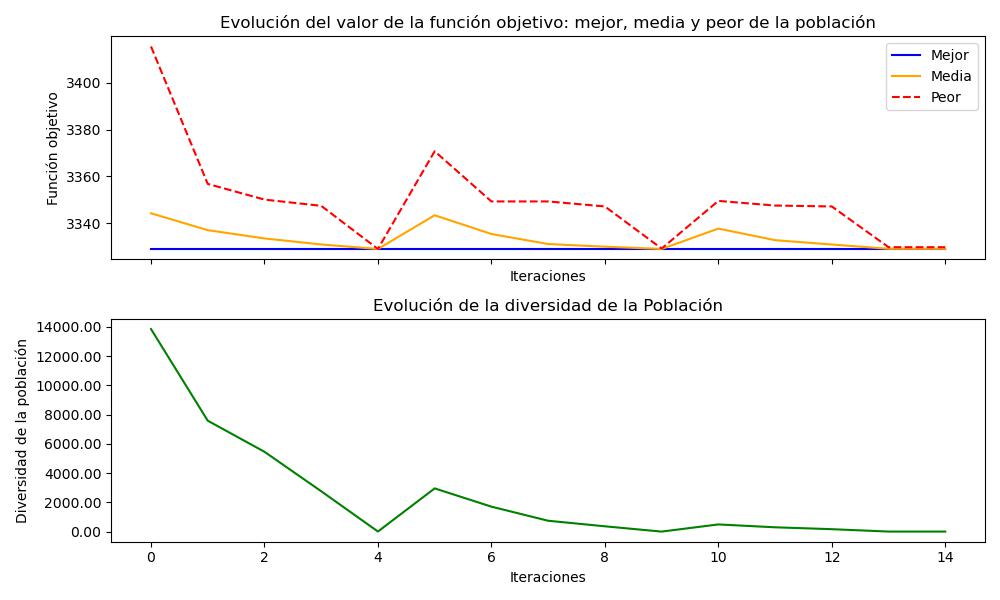 Evolución del valor de la función objetivo: mejor, media y peor de la población
Función objetivo
3400
3380
3360
3340
Mejor
Media
Peor
Iteraciones
Evolución de la diversidad de la Población
Diversidad de la población
14000.00
12000.00
10000.00
8000.00
6000.00
4000.00
2000.00
0.00
0 2 4 6 8 10 12 14
Iteraciones